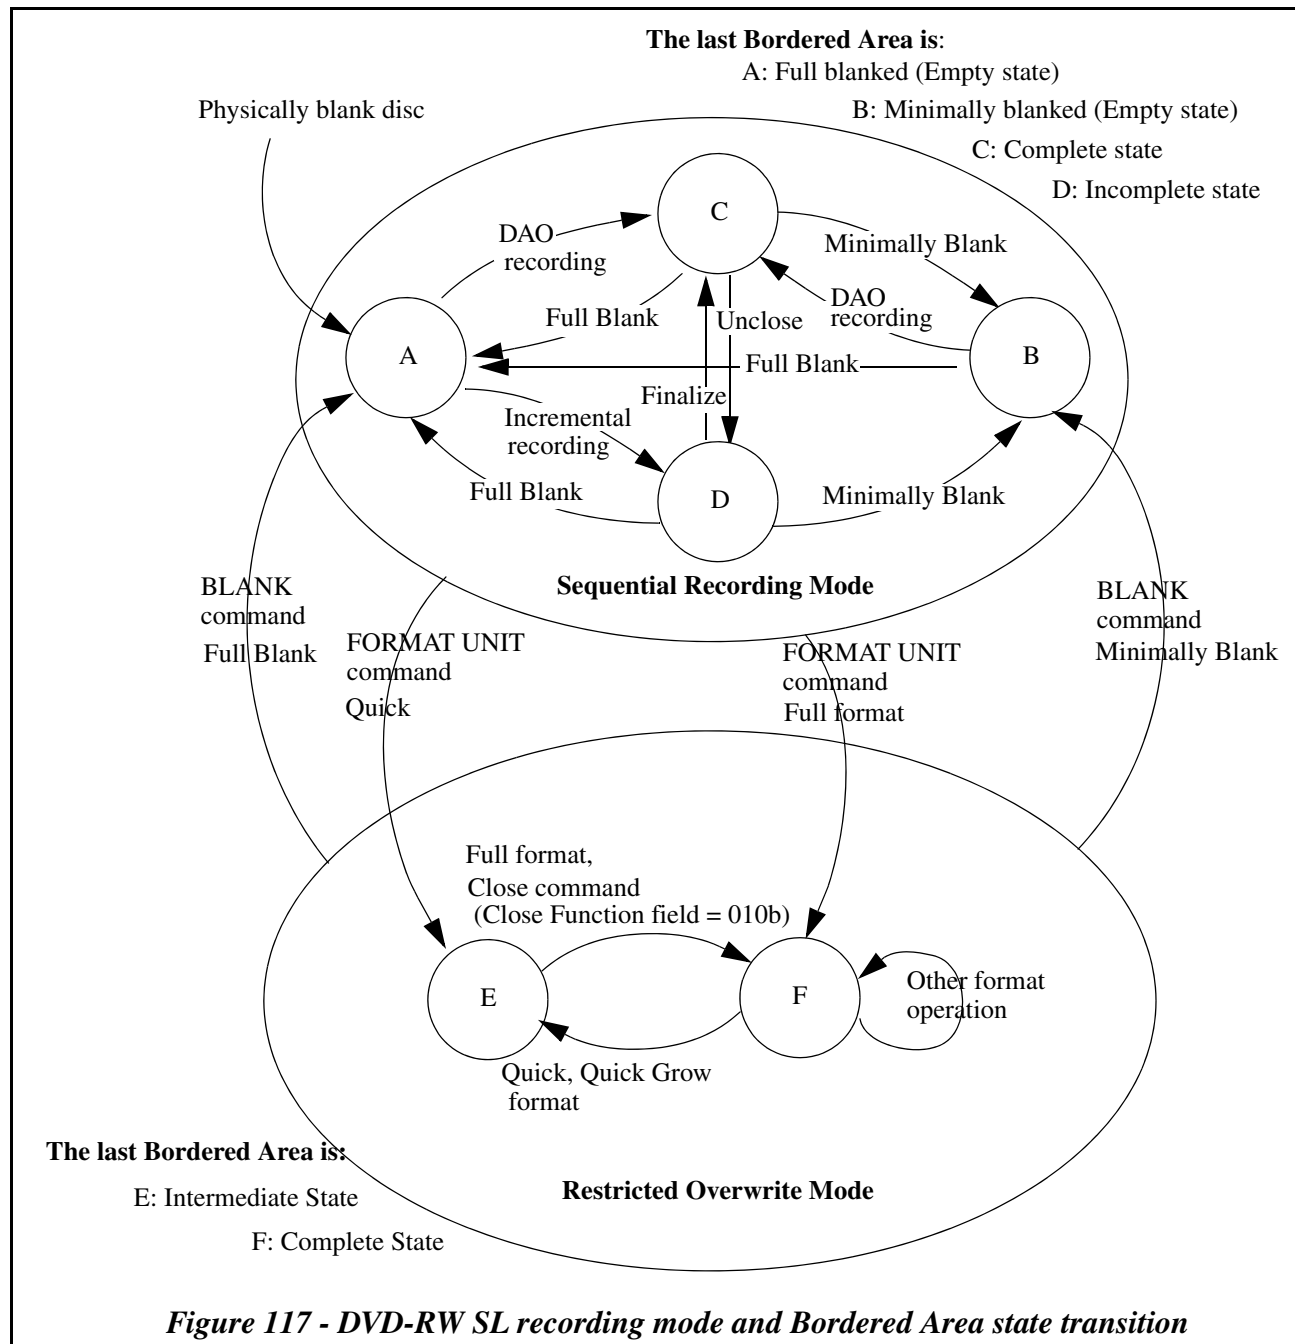 The last Bordered Area is:
A: Full blanked (Empty state)
Physically blank disc
B: Minimally blanked (Empty state)
C: Complete state
D: Incomplete state
C
DAO
recording
Minimally Blank
Full Blank
Unclose
DAO
recording
A
B
Full Blank
Finalize
Incremental
recording
Full Blank
D
Minimally Blank
Sequential Recording Mode
BLANK
command
Full Blank
FORMAT UNIT
command
Quick
FORMAT UNIT
command
Full format
BLANK
command
Minimally Blank
Full format,
Close command
(Close Function field = 010b)
E
F
Other format
operation
Quick, Quick Grow
format
The last Bordered Area is:
E: Intermediate State
F: Complete State
Restricted Overwrite Mode
Figure 117 - DVD-RW SL recording mode and Bordered Area state transition